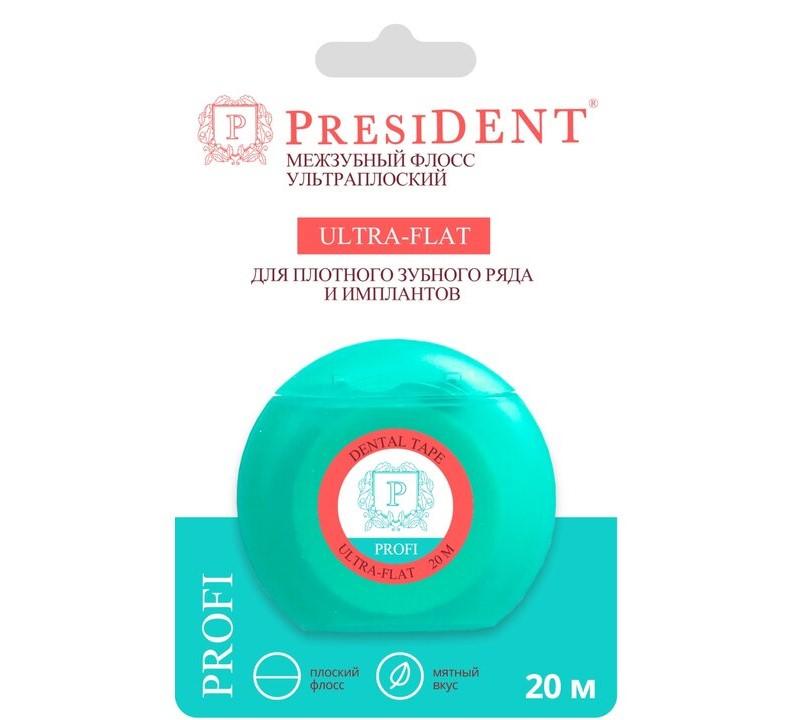 P
PRESIDENT®
МЕЖЗУБНЫЙ ФЛОСС
УЛЬТРАПЛОСКИЙ
ULTRA-FLAT
ДЛЯ ПЛОТНОГО ЗУБНОГО РЯДА
И ИМПЛАНТОВ
DENTAL TAPE
P
PROFI
ULTRA-FLAT 20 М
PROFI
плоский
флосс
мятный
вкус
20 м